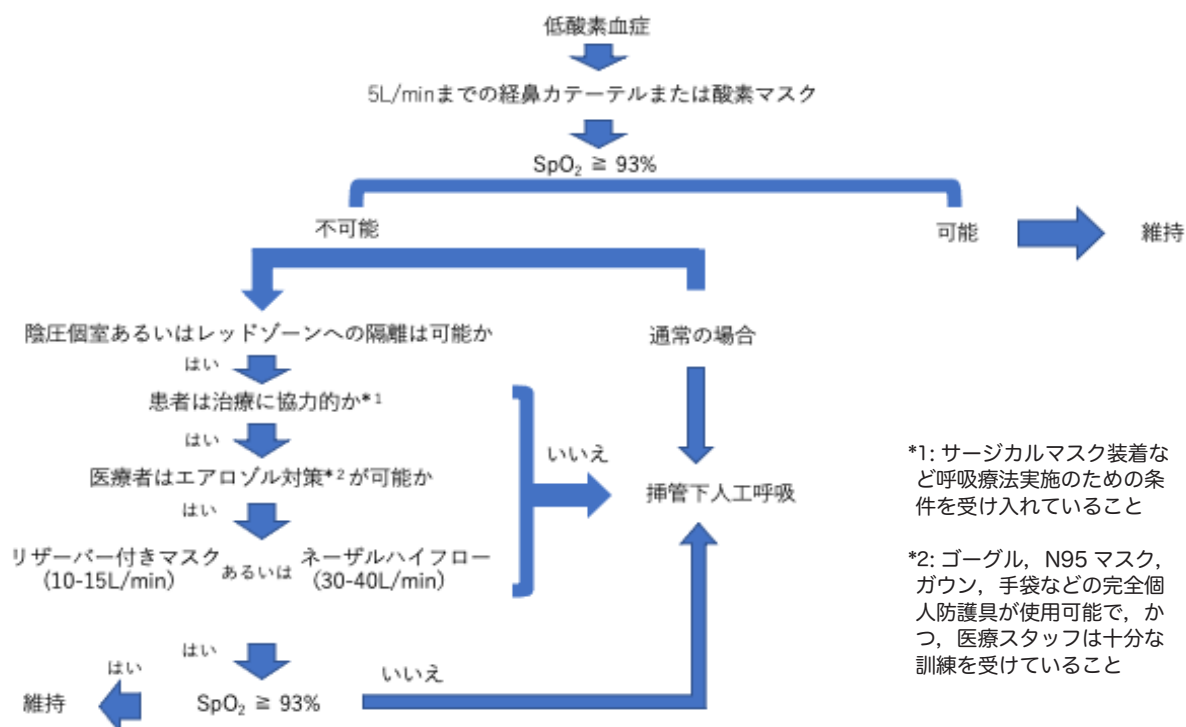 低酸素血症
5L/minまでの経鼻カテーテルまたは酸素マスク
SpO₂ ≧ 93%
不可能
可能
維持
陰圧個室あるいはレッドゾーンへの隔離は可能か
通常の場合
はい
患者は治療に協力的か*¹
はい
いいえ
医療者はエアロゾル対策*²が可能か
挿管下人工呼吸
はい
リザーバー付きマスク
(10-15L/min)
あるいは
ネーザルハイフロー
(30-40L/min)
はい
はい
いいえ
維持
SpO₂ ≧ 93%
*1: サージカルマスク装着な
ど呼吸療法実施のための条
件を受け入れていること
*2: ゴーグル，N95 マスク，
ガウン，手袋などの完全個
人防護具が使用可能で，か
つ，医療スタッフは十分な
訓練を受けていること